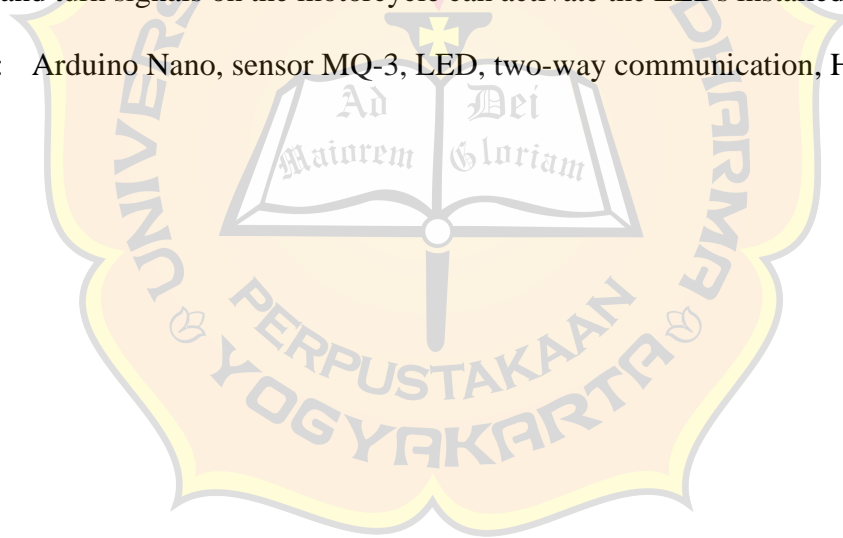 and turn signals on the motorcycle can activate the LEDs installed
: Arduino Nano, sensor MQ-3, LED, two-way communication, H
Ad Dei
Maiorem Gloriam
PERPUSTAKAAN
YOGYAKARTA